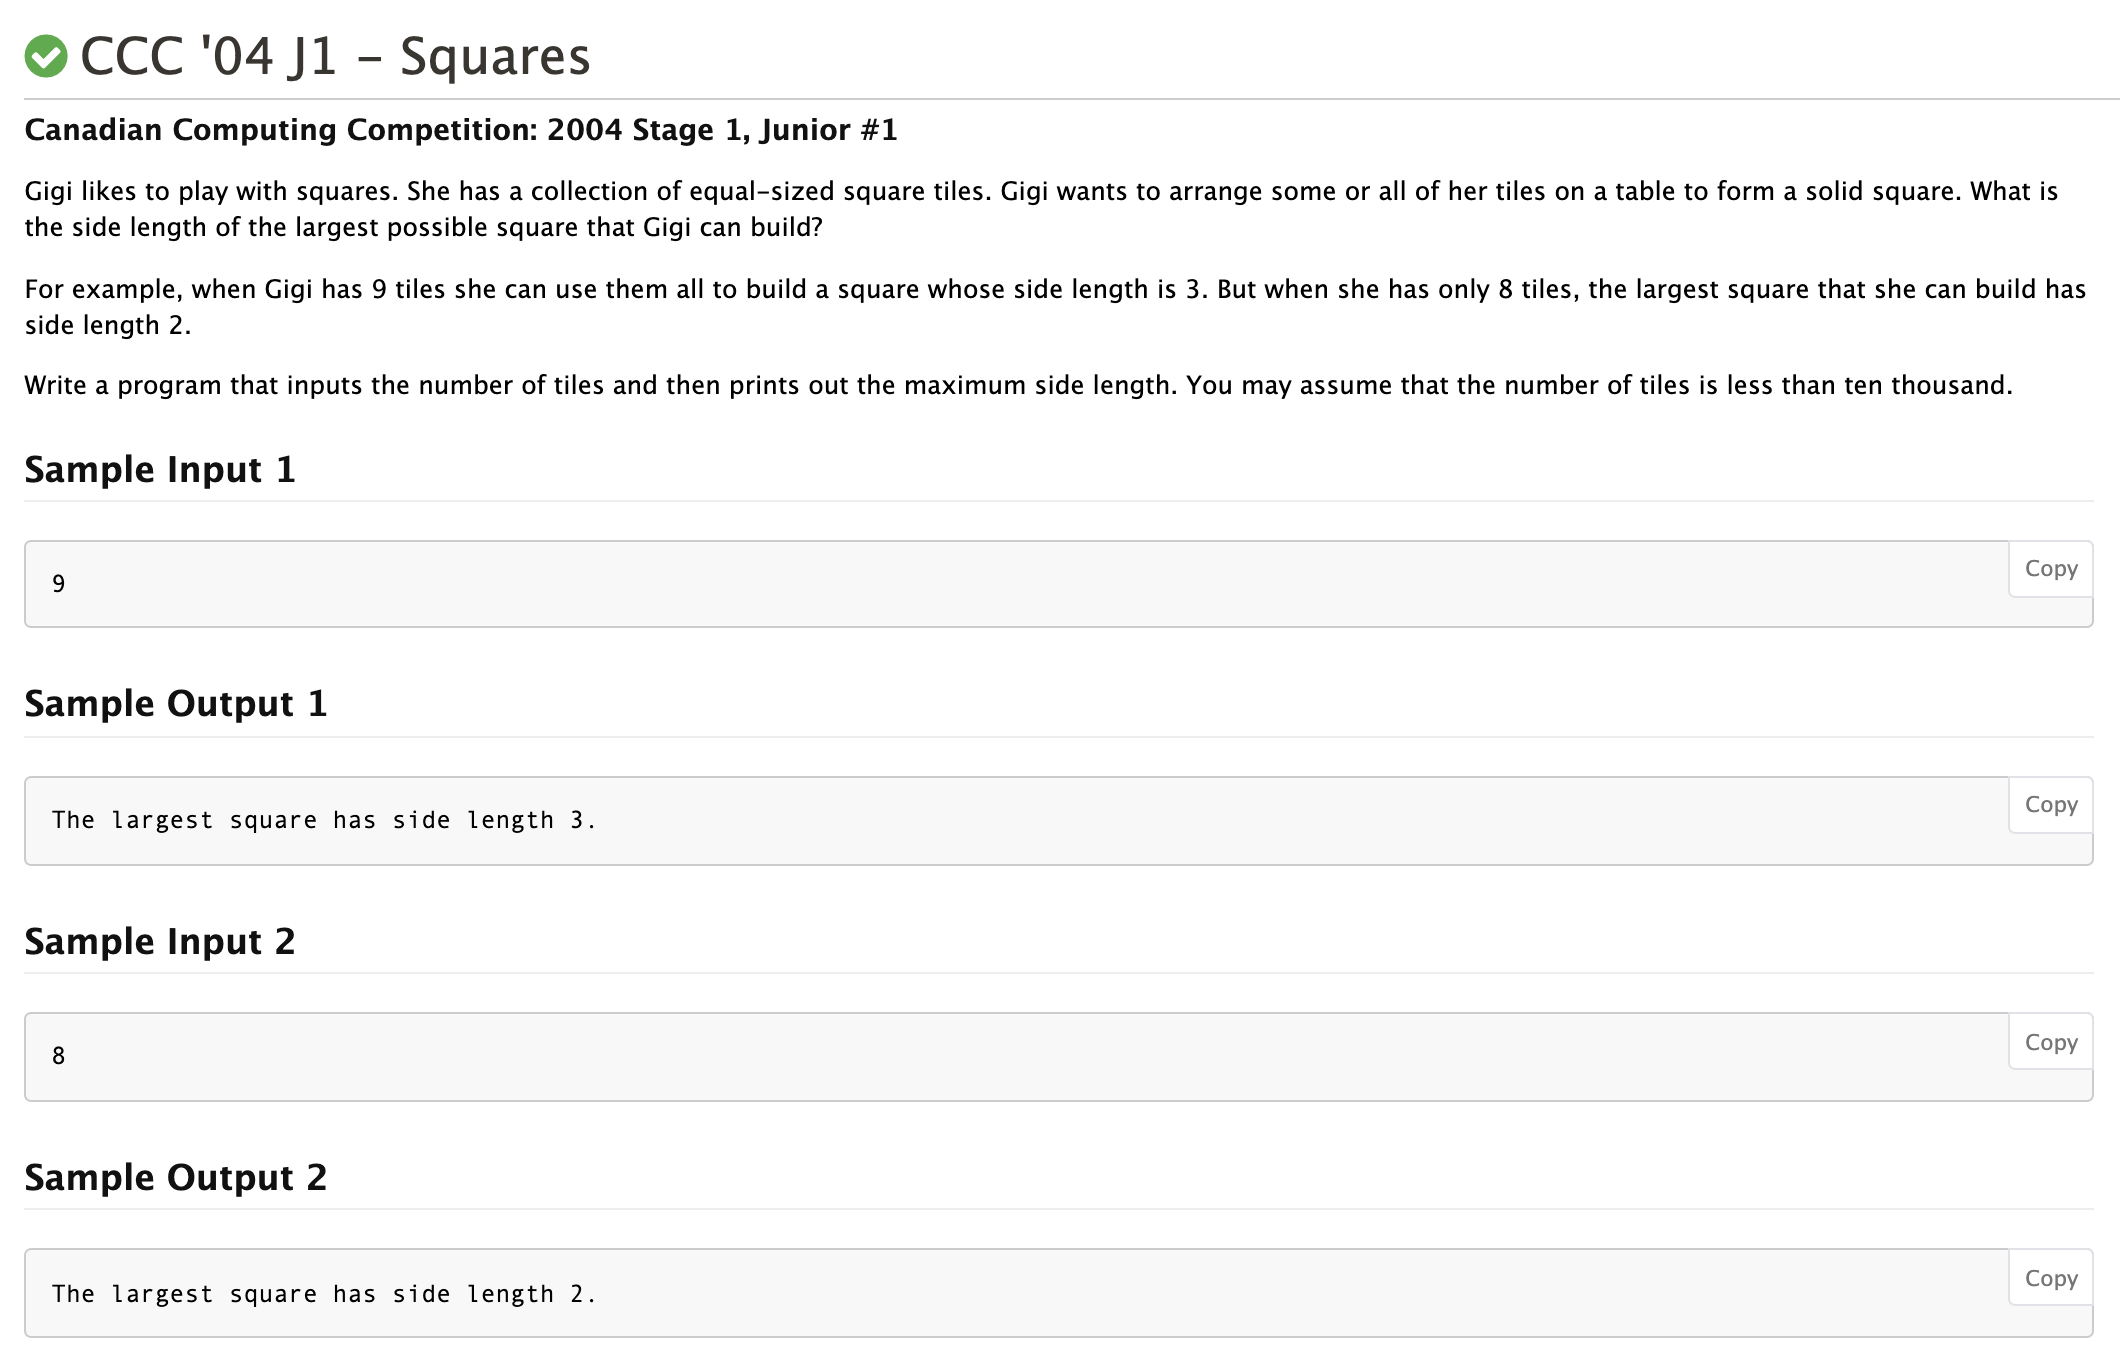 CCC '04 J1 - Squares
Canadian Computing Competition: 2004 Stage 1, Junior #1
Gigi likes to play with squares. She has a collection of equal-sized square tiles. Gigi wants to arrange some or all of her tiles on a table to form a solid square. What is
the side length of the largest possible square that Gigi can build?
For example, when Gigi has 9 tiles she can use them all to build a square whose side length is 3. But when she has only 8 tiles, the largest square that she can build has
side length 2.
Write a program that inputs the number of tiles and then prints out the maximum side length. You may assume that the number of tiles is less than ten thousand.
Sample Input 1
Copy
9
Sample Output 1
Copy
The largest square has side length 3.
Sample Input 2
Copy
8
Sample Output 2
Copy
The largest square has side length 2.